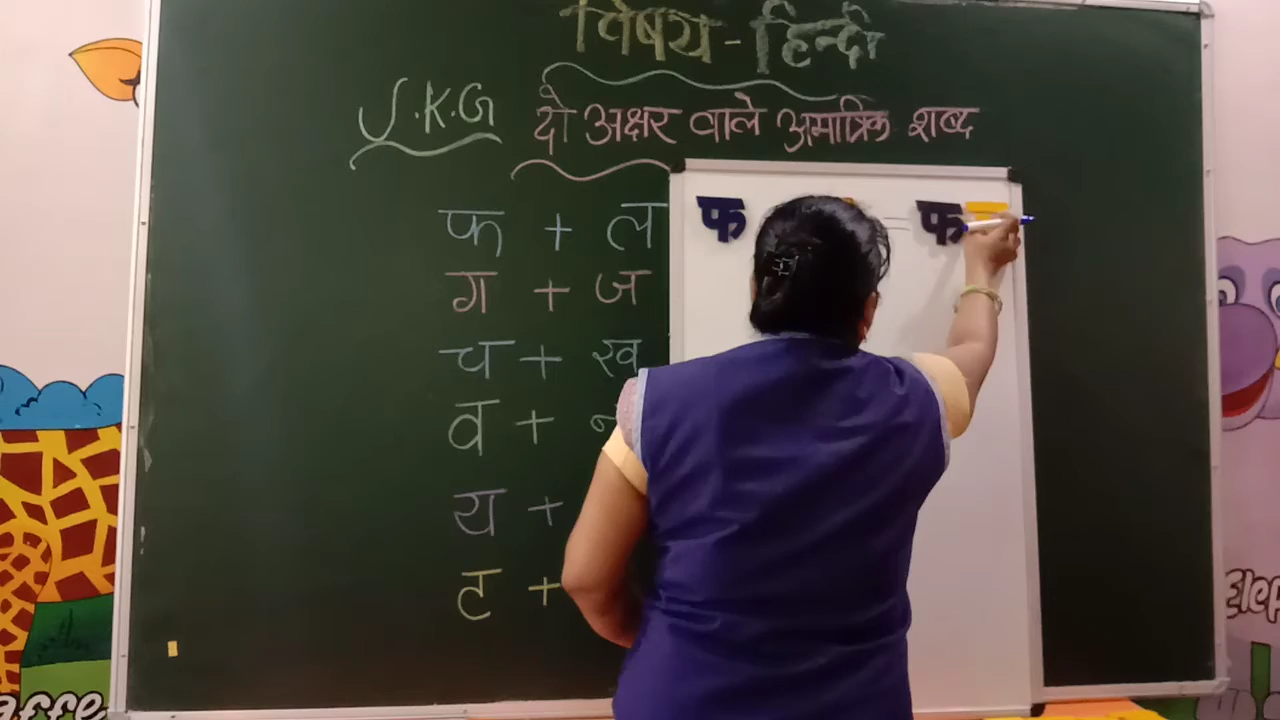 विषय - हिन्दी
J.K.G दो अक्षर वाले अमात्रिक शब्द
फ + ल फ = फ
ग + ज
च + ख
व +
य +
ट +